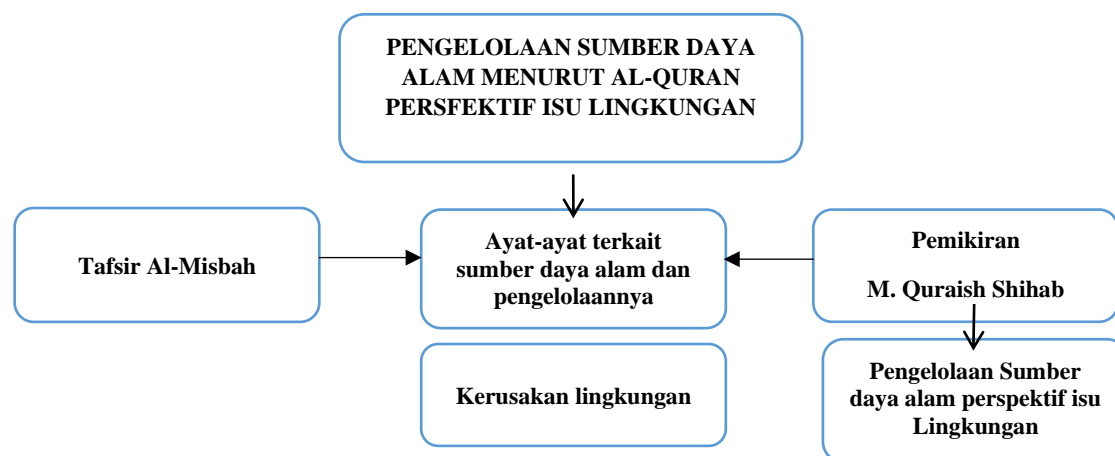 PENGELOLAAN SUMBER DAYA
ALAM MENURUT AL-QURAN
PERSFEKTIF ISU LINGKUNGAN
Tafsir Al-Misbah
Ayat-ayat terkait
sumber daya alam dan
pengelolaannya
Pemikiran
M. Quraish Shihab
Kerusakan lingkungan
Pengelolaan Sumber
daya alam perspektif isu
Lingkungan